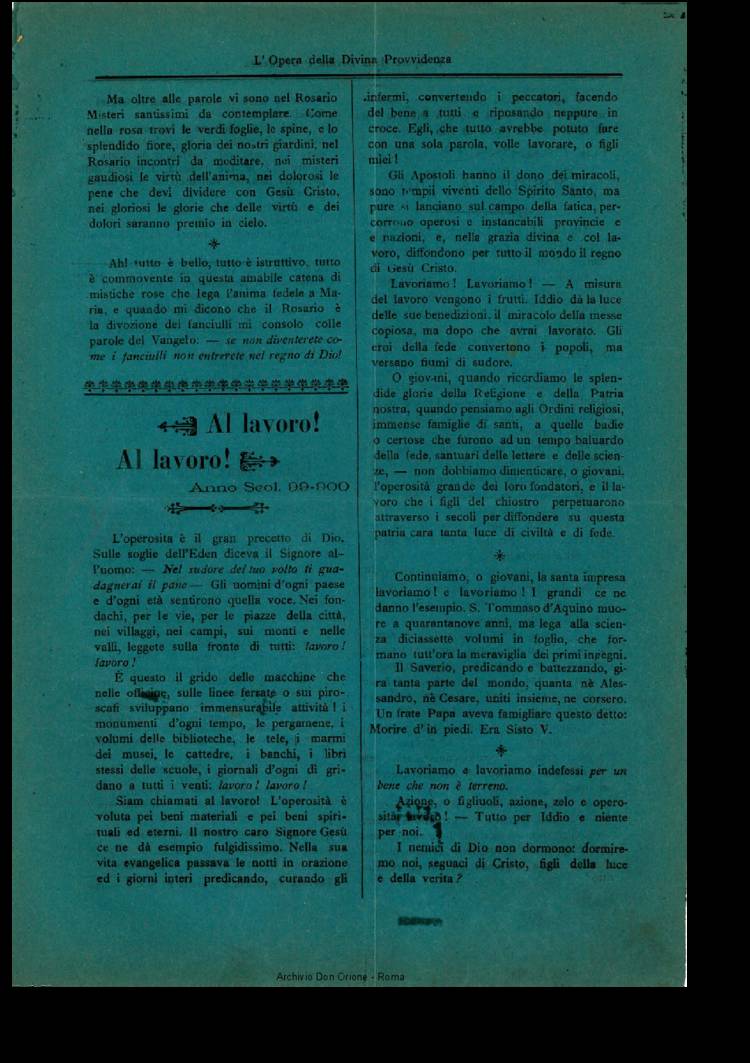 L'Opera della Divina Provvidenza
Ma oltre alle parole vi sono nel Rosario
Misteri santissimi da contemplare. Come
nella rosa trovi le verdi foglie, le spine, e lo
splendido fiore, gloria dei nostri giardini, nel
Rosario incontri da meditare, nei misteri
gaudiosi le virtù dell'anima, nei dolorosi le
pene che devi dividere con Gesù Cristo,
nei gloriosi le glorie che delle virtù e dei
dolori saranno premio in cielo.
Ah! tutto è bello, tutto è istruttivo, tutto
è commovente in questa amabile catena di
mistiche rose che lega l'anima fedele a Ma-
ria, e quando mi dicono che il Rosario è
la divozione dei fanciulli mi consolo colle
parole del Vangelo: — se non diventerete co-
me i fanciulli non entrerete nel regno di Dio!
Al lavoro!
Al lavoro!
Anno Scol. 99-900
L'operosità è il gran precetto di Dio.
Sulle soglie dell'Eden diceva il Signore al-
l'uomo: — Nel sudore del tuo volto ti gua-
dagnerai il pane — Gli uomini d'ogni paese
e d'ogni età sentirono quella voce. Nei fon-
dachi, per le vie, per le piazze della città,
nei villaggi, nei campi, sui monti e nelle
valli, leggete sulla fronte di tutti: lavoro!
lavoro!
È questo il grido delle macchine che
nelle officine, sulle linee ferrate o sui piro-
scafi sviluppano immensurabile attività! i
monumenti d'ogni tempo, le pergamene, i
volumi delle biblioteche, le tele, i marmi
dei musei, le cattedre, i banchi, i libri
stessi delle scuole, i giornali d'ogni dì gri-
dano a tutti i venti: lavoro! lavoro!
Siam chiamati al lavoro! L'operosità è
voluta pei beni materiali e pei beni spiri-
tuali ed eterni. Il nostro caro Signore Gesù
ce ne dà esempio fulgidissimo. Nella sua
vita evangelica passava le notti in orazione
ed i giorni interi predicando, curando gli
infermi, convertendo i peccatori, facendo
del bene a tutti e riposando neppure in
croce. Egli, che tutto avrebbe potuto fare
con una sola parola, volle lavorare, o figli
miei!
Gli Apostoli hanno il dono dei miracoli,
sono tempii viventi dello Spirito Santo, ma
pure si lanciano sul campo della fatica, per-
corrono operosi e instancabili provincie e
e nazioni, e, nella grazia divina e col la-
voro, diffondono per tutto il mondo il regno
di Gesù Cristo.
Lavoriamo! Lavoriamo! — A misura
del lavoro vengono i frutti. Iddio dà la luce
delle sue benedizioni, il miracolo della messe
copiosa, ma dopo che avrai lavorato. Gli
eroi della fede convertono i popoli, ma
versano fiumi di sudore.
O giovani, quando ricordiamo le splen-
dide glorie della Religione e della Patria
nostra, quando pensiamo agli Ordini religiosi,
immense famiglie di santi, a quelle badie
o certose che furono ad un tempo baluardo
della fede, santuari delle lettere e delle scien-
ze, — non dobbiamo dimenticare, o giovani,
l'operosità grande dei loro fondatori, e il la-
voro che i figli del chiostro perpetuarono
attraverso i secoli per diffondere su questa
patria cara tanta luce di civiltà e di fede.
Continuiamo, o giovani, la santa impresa
lavoriamo! e lavoriamo! I grandi ce ne
danno l'esempio. S. Tommaso d'Aquino muo-
re a quarantanove anni, ma lega alla scien-
za diciassette volumi in foglio, che for-
mano tutt'ora la meraviglia dei primi ingegni.
Il Saverio, predicando e battezzando, gi-
ra tanta parte del mondo, quanta nè Ales-
sandro, nè Cesare, uniti insieme, ne corsero.
Un frate Papa aveva famigliare questo detto:
Morire d'in piedi. Era Sisto V.
Lavoriamo e lavoriamo indefessi per un
bene che non è terreno.
Azione, o figliuoli, azione, zelo e opero-
sità, lavoro! — Tutto per Iddio e niente
per noi.
I nemici di Dio non dormono: dormire-
mo noi, seguaci di Cristo, figli della luce
e della verità?
Archivio Don Orione - Roma